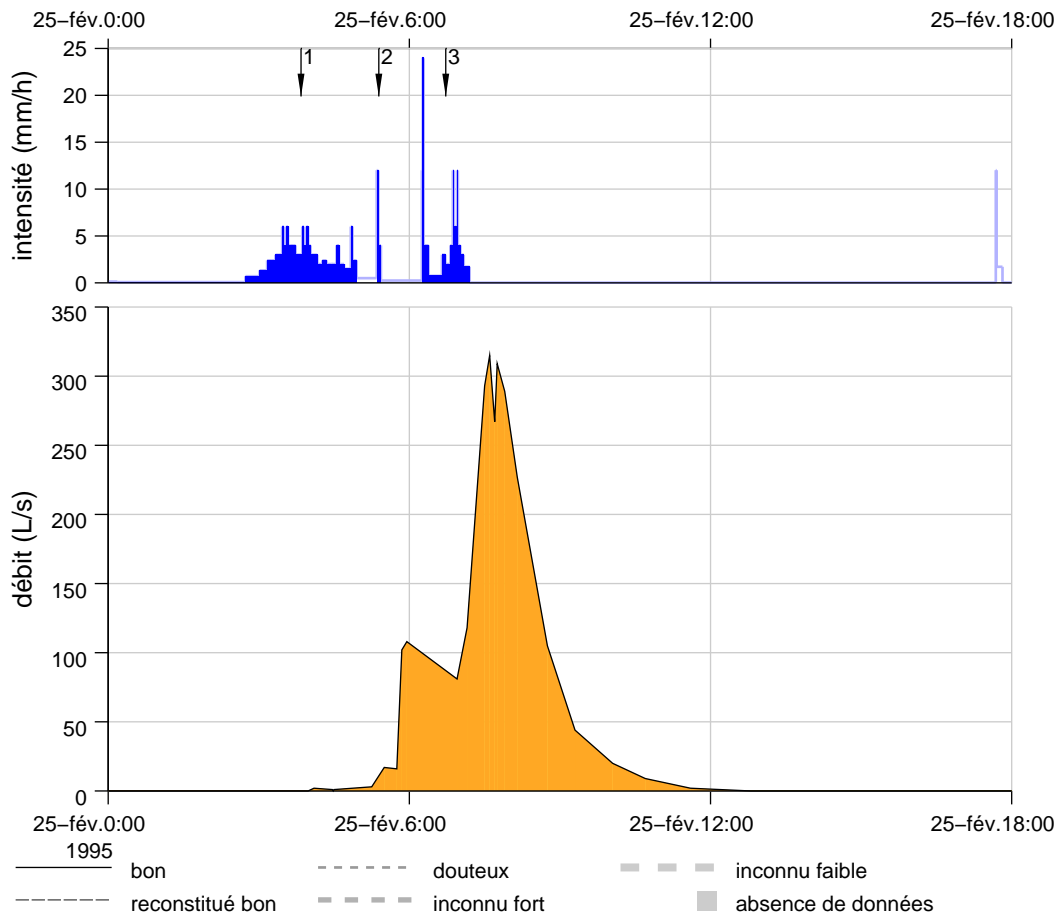 25−fév.0:00 25−fév.6:00 25−fév.12:00 25−fév.18:00
25
20
15
10
5
0
intensité (mm/h)
1 2 3
350
300
250
200
150
100
50
0
débit (L/s)
25−fév.0:00 25−fév.6:00 25−fév.12:00 25−fév.18:00
1995
bon douteux inconnu faible
reconstitué bon inconnu fort absence de données